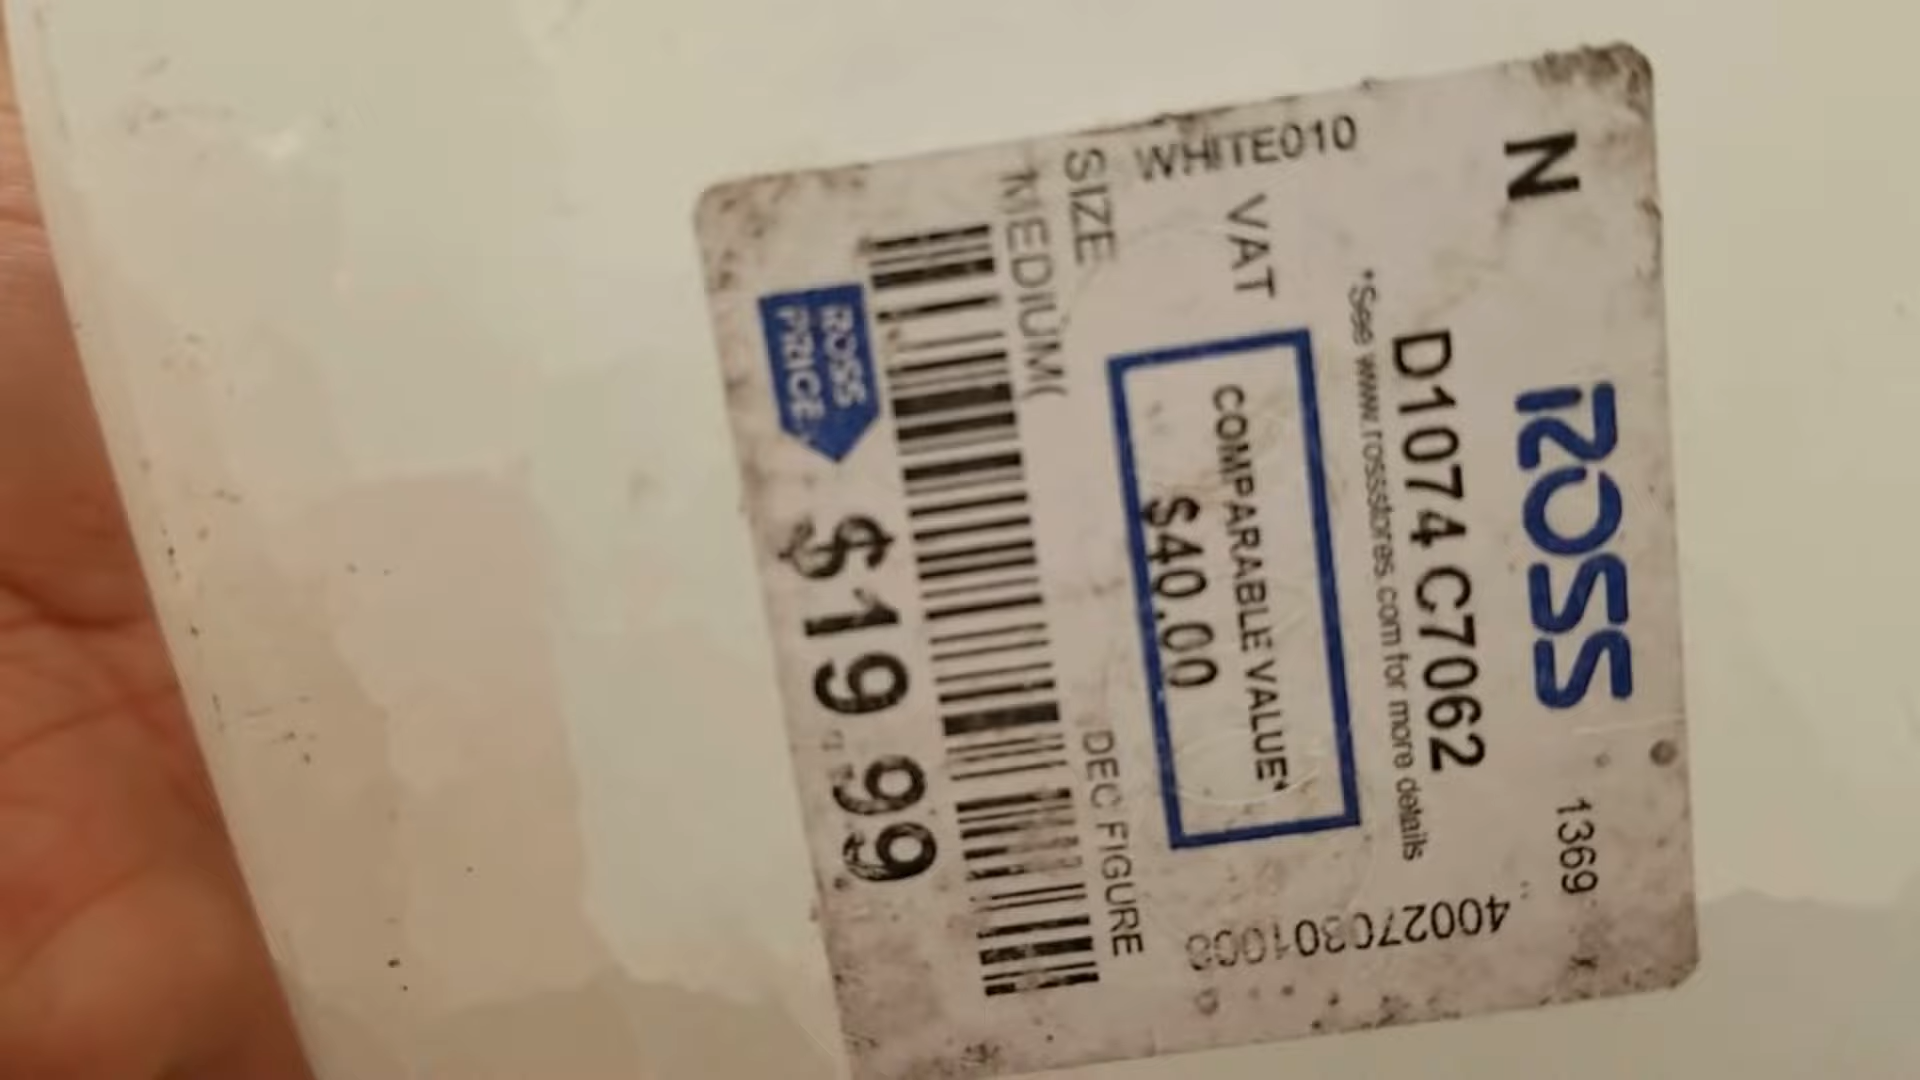 N ROSS 1369
D1074 C7062
*See www.rossstores.com for more details
WHITE010
VAT
COMPARABLE VALUE*
$40.00
SIZE
MEDIUM(
DEC FIGURE
ROSS
PRICE
$19.99